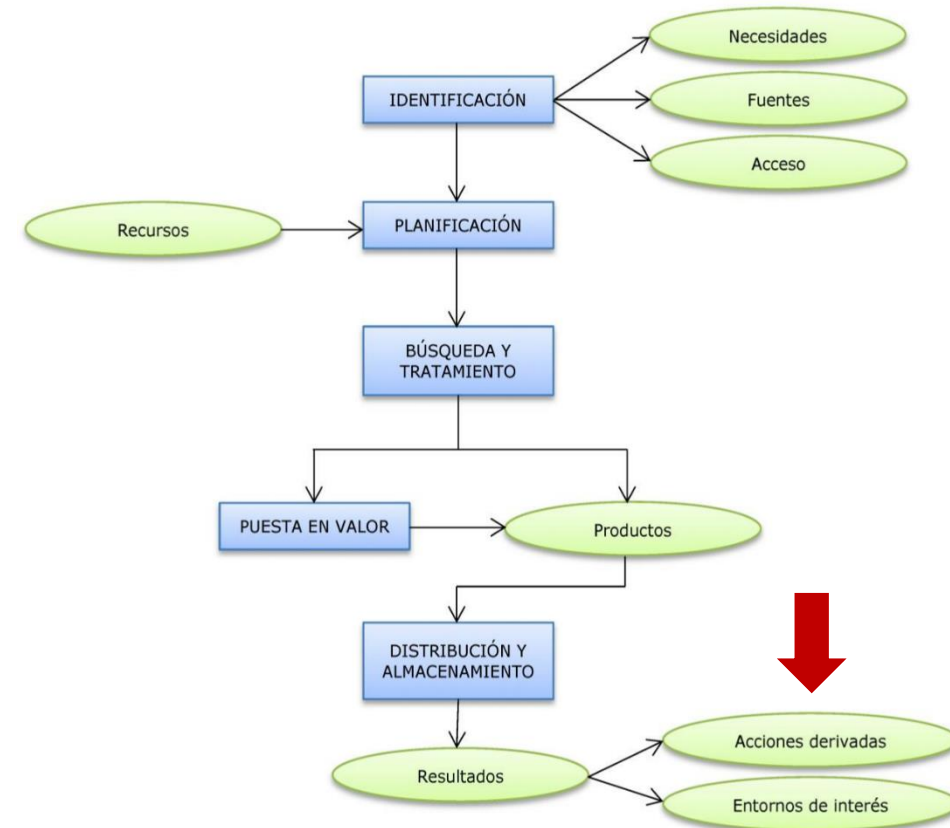 Necesidades
IDENTIFICACIÓN
Fuentes
Acceso
Recursos
PLANIFICACIÓN
BÚSQUEDA Y
TRATAMIENTO
PUESTA EN VALOR
Productos
DISTRIBUCIÓN Y
ALMACENAMIENTO
Acciones derivadas
Resultados
Entornos de interés